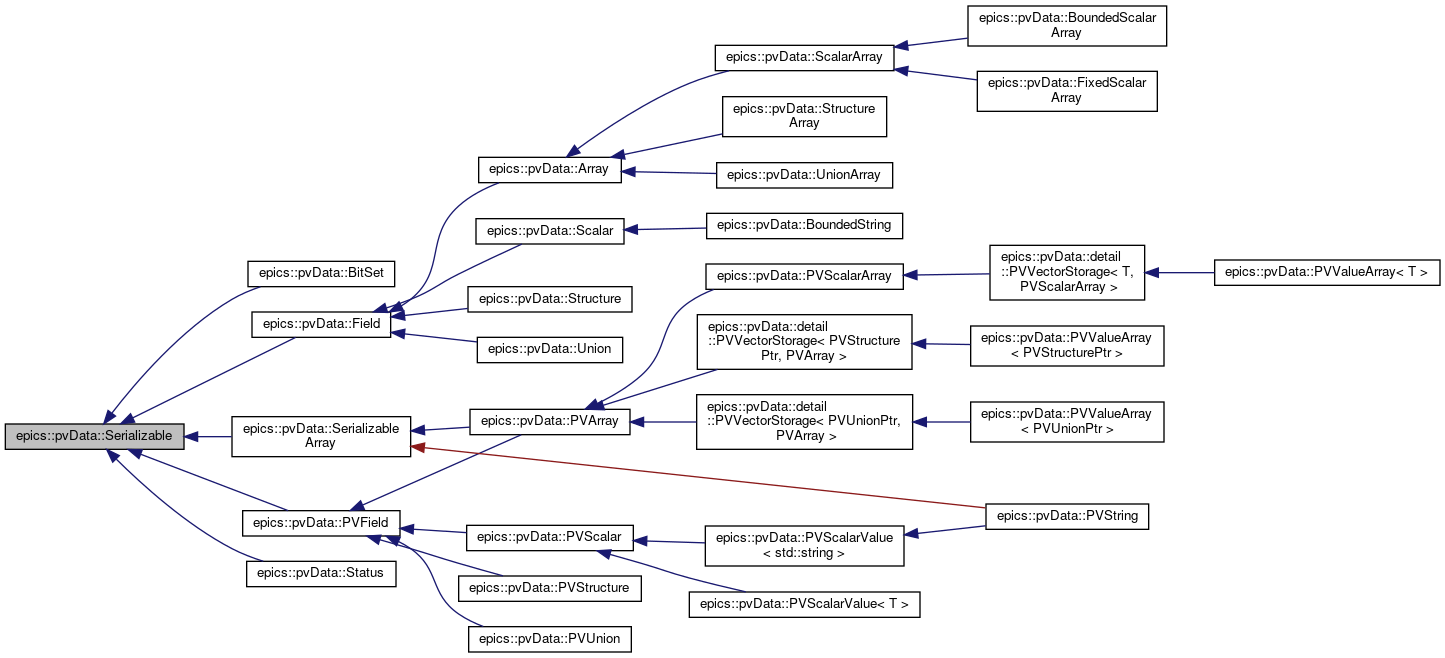 epics::pvData::BoundedScalar
Array
epics::pvData::ScalarArray
epics::pvData::FixedScalar
Array
epics::pvData::Structure
Array
epics::pvData::Array
epics::pvData::UnionArray
epics::pvData::BoundedString
epics::pvData::Scalar
epics::pvData::detail
::PVVectorStorage< T,
PVScalarArray >
epics::pvData::PVValueArray< T >
epics::pvData::BitSet
epics::pvData::PVScalarArray
epics::pvData::Structure
epics::pvData::Field
epics::pvData::detail
::PVVectorStorage< PVStructure
Ptr, PVArray >
epics::pvData::PVValueArray
< PVStructurePtr >
epics::pvData::Union
epics::pvData::Serializable
epics::pvData::Serializable
Array
epics::pvData::PVArray
epics::pvData::detail
::PVVectorStorage< PVUnionPtr,
PVArray >
epics::pvData::PVValueArray
< PVUnionPtr >
epics::pvData::PVField
epics::pvData::PVString
epics::pvData::PVScalar
epics::pvData::PVScalarValue
< std::string >
epics::pvData::Status
epics::pvData::PVStructure
epics::pvData::PVScalarValue< T >
epics::pvData::PVUnion